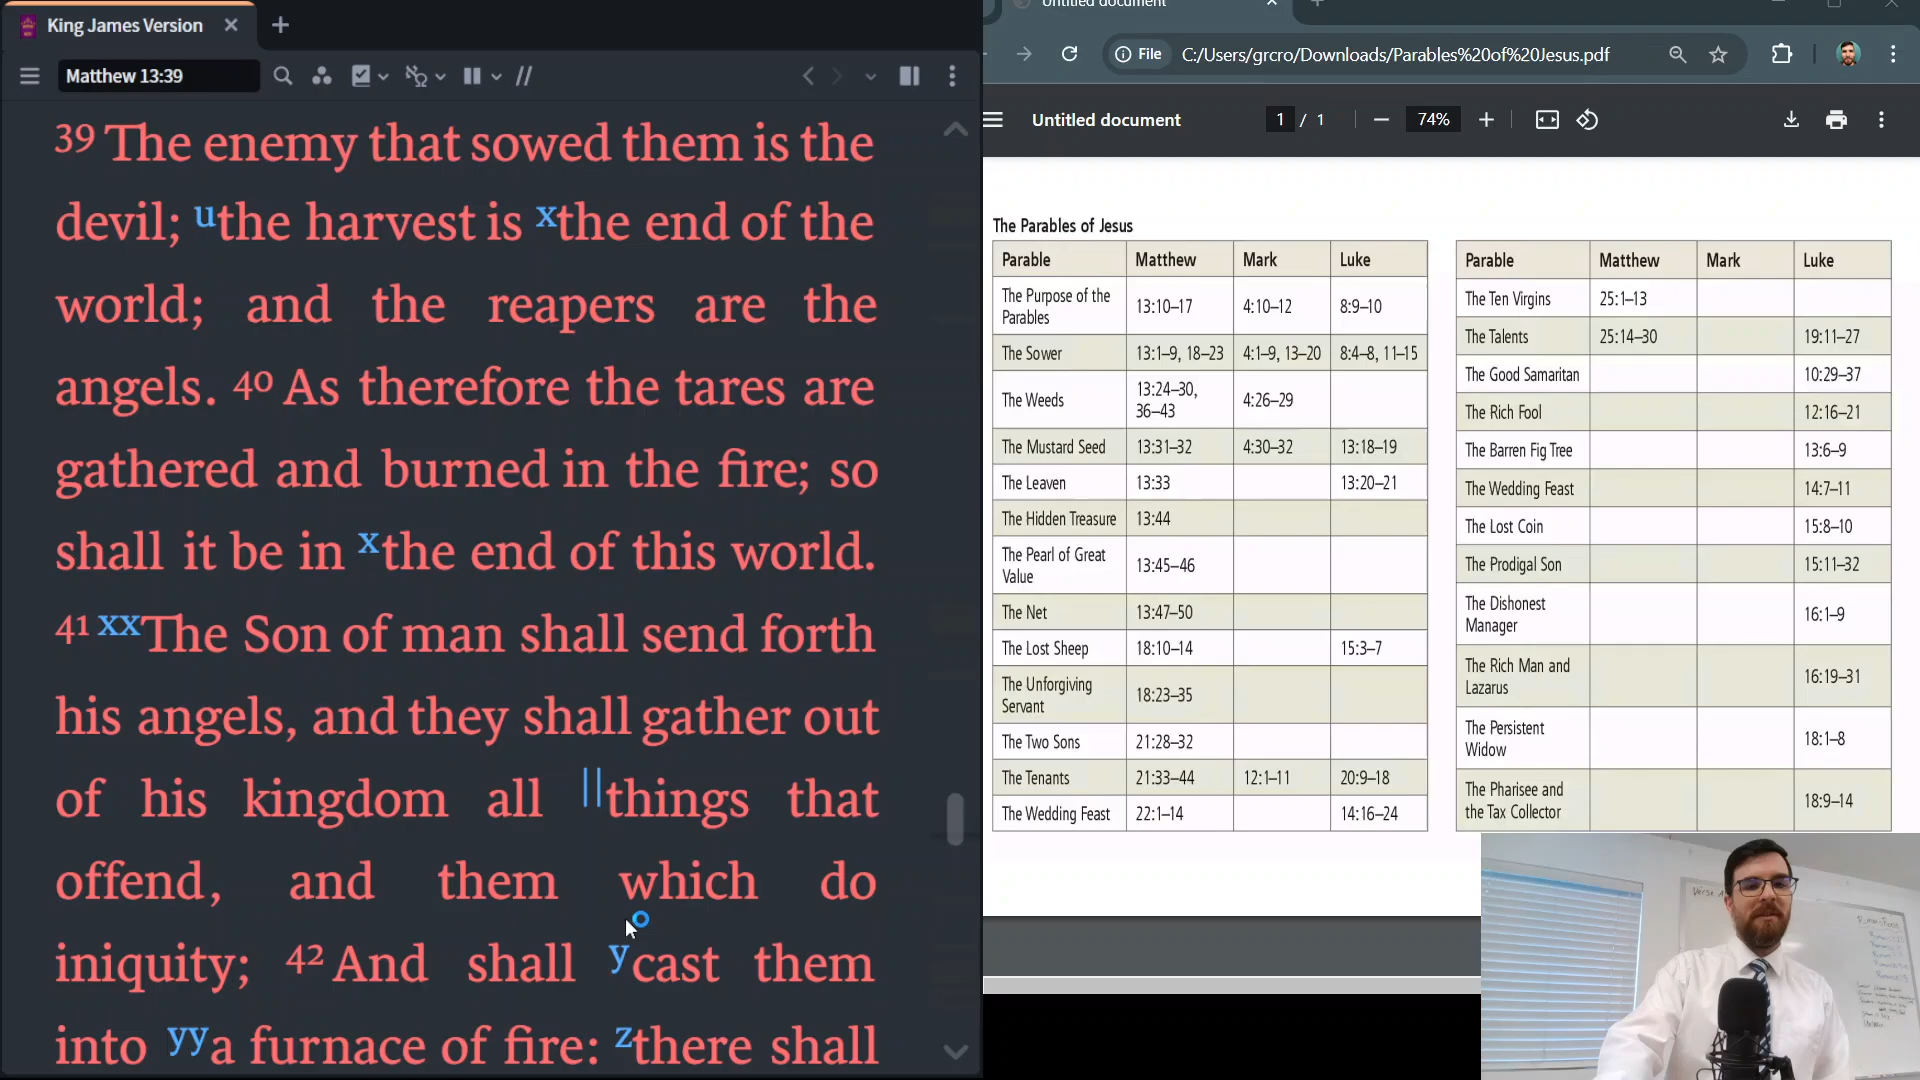 King James Version
Matthew 13:39
39 The enemy that sowed them is the
devil; uthe harvest is xthe end of the
world; and the reapers are the
angels. 40 As therefore the tares are
gathered and burned in the fire; so
shall it be in xthe end of this world.
41 xxThe Son of man shall send forth
his angels, and they shall gather out
of his kingdom all ||things that
offend, and them which do
iniquity; 42 And shall ycast them
into yya furnace of fire: zthere shall
Untitled document
File C:/Users/grcro/Downloads/Parables%20of%20Jesus.pdf
Untitled document 1 / 1 74%
The Parables of Jesus
Parable Matthew Mark Luke
The Purpose of the
Parables 13:10–17 4:10–12 8:9–10
The Sower 13:1–9, 18–23 4:1–9, 13–20 8:4–8, 11–15
The Weeds 13:24–30,
36–43 4:26–29
The Mustard Seed 13:31–32 4:30–32 13:18–19
The Leaven 13:33 13:20–21
The Hidden Treasure 13:44
The Pearl of Great
Value 13:45–46
The Net 13:47–50
The Lost Sheep 18:10–14 15:3–7
The Unforgiving
Servant 18:23–35
The Two Sons 21:28–32
The Tenants 21:33–44 12:1–11 20:9–18
The Wedding Feast 22:1–14 14:16–24
Parable Matthew Mark Luke
The Ten Virgins 25:1–13
The Talents 25:14–30 19:11–27
The Good Samaritan 10:29–37
The Rich Fool 12:16–21
The Barren Fig Tree 13:6–9
The Wedding Feast 14:7–11
The Lost Coin 15:8–10
The Prodigal Son 15:11–32
The Dishonest
Manager 16:1–9
The Rich Man and
Lazarus 16:19–31
The Persistent
Widow 18:1–8
The Pharisee and
the Tax Collector 18:9–14